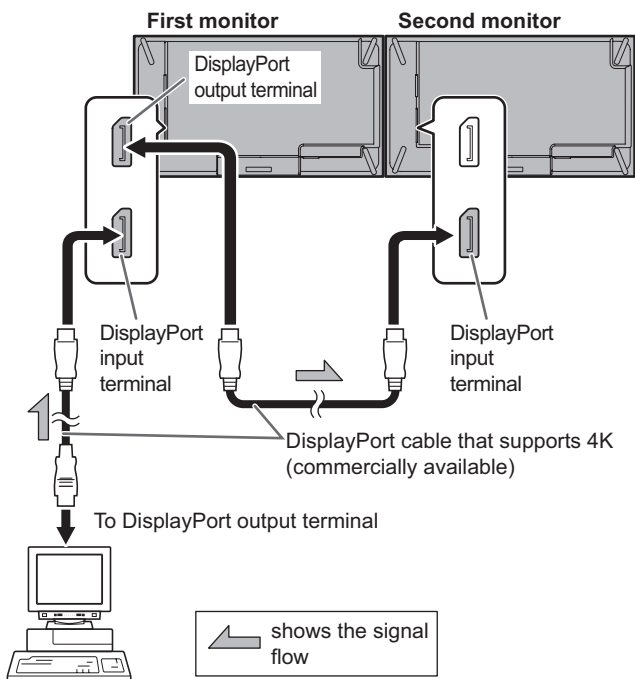 First monitor
Second monitor
DisplayPort
output terminal
DisplayPort
input
terminal
DisplayPort
input
terminal
DisplayPort cable that supports 4K
(commercially available)
To DisplayPort output terminal
shows the signal
flow